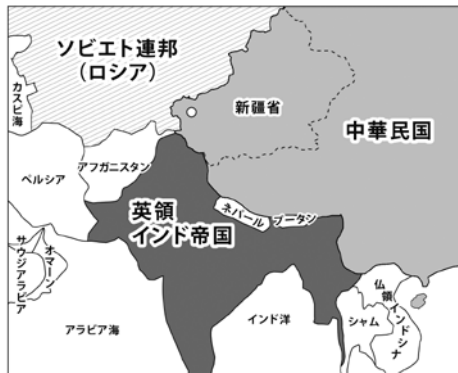 ソビエト連邦
(ロシア)
カスピ海
新疆省
中華民国
アフガニスタン
ペルシア
英領
インド帝国
ネパール
ブータン
サウジアラビア
オマーン
アラビア海
インド洋
シャム
仏領インドシナ